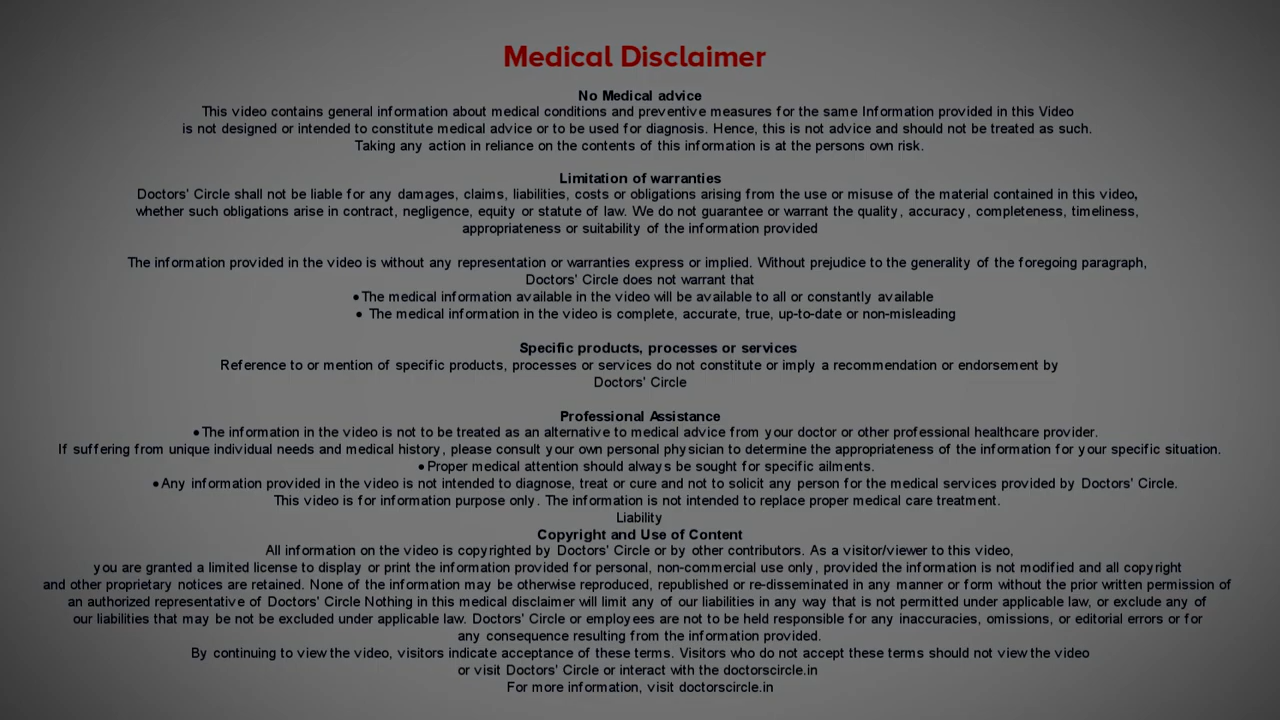 Medical Disclaimer
No Medical advice
This video contains general information about medical conditions and preventive measures for the same Information provided in this Video
is not designed or intended to constitute medical advice or to be used for diagnosis. Hence, this is not advice and should not be treated as such.
Taking any action in reliance on the contents of this information is at the persons own risk.
Limitation of warranties
Doctors' Circle shall not be liable for any damages, claims, liabilities, costs or obligations arising from the use or misuse of the material contained in this video,
whether such obligations arise in contract, negligence, equity or statute of law. We do not guarantee or warrant the quality, accuracy, completeness, timeliness,
appropriateness or suitability of the information provided
The information provided in the video is without any representation or warranties express or implied. Without prejudice to the generality of the foregoing paragraph,
Doctors' Circle does not warrant that
•The medical information available in the video will be available to all or constantly available
• The medical information in the video is complete, accurate, true, up-to-date or non-misleading
Specific products, processes or services
Reference to or mention of specific products, processes or services do not constitute or imply a recommendation or endorsement by
Doctors' Circle
Professional Assistance
•The information in the video is not to be treated as an alternative to medical advice from your doctor or other professional healthcare provider.
If suffering from unique individual needs and medical history, please consult your own personal physician to determine the appropriateness of the information for your specific situation.
•Proper medical attention should always be sought for specific ailments.
•Any information provided in the video is not intended to diagnose, treat or cure and not to solicit any person for the medical services provided by Doctors' Circle.
This video is for information purpose only. The information is not intended to replace proper medical care treatment.
Liability
Copyright and Use of Content
All information on the video is copyrighted by Doctors' Circle or by other contributors. As a visitor/viewer to this video,
you are granted a limited license to display or print the information provided for personal, non-commercial use only, provided the information is not modified and all copyright
and other proprietary notices are retained. None of the information may be otherwise reproduced, republished or re-disseminated in any manner or form without the prior written permission of
an authorized representative of Doctors' Circle Nothing in this medical disclaimer will limit any of our liabilities in any way that is not permitted under applicable law, or exclude any of
our liabilities that may be not be excluded under applicable law. Doctors' Circle or employees are not to be held responsible for any inaccuracies, omissions, or editorial errors or for
any consequence resulting from the information provided.
By continuing to view the video, visitors indicate acceptance of these terms. Visitors who do not accept these terms should not view the video
or visit Doctors' Circle or interact with the doctorscircle.in
For more information, visit doctorscircle.in